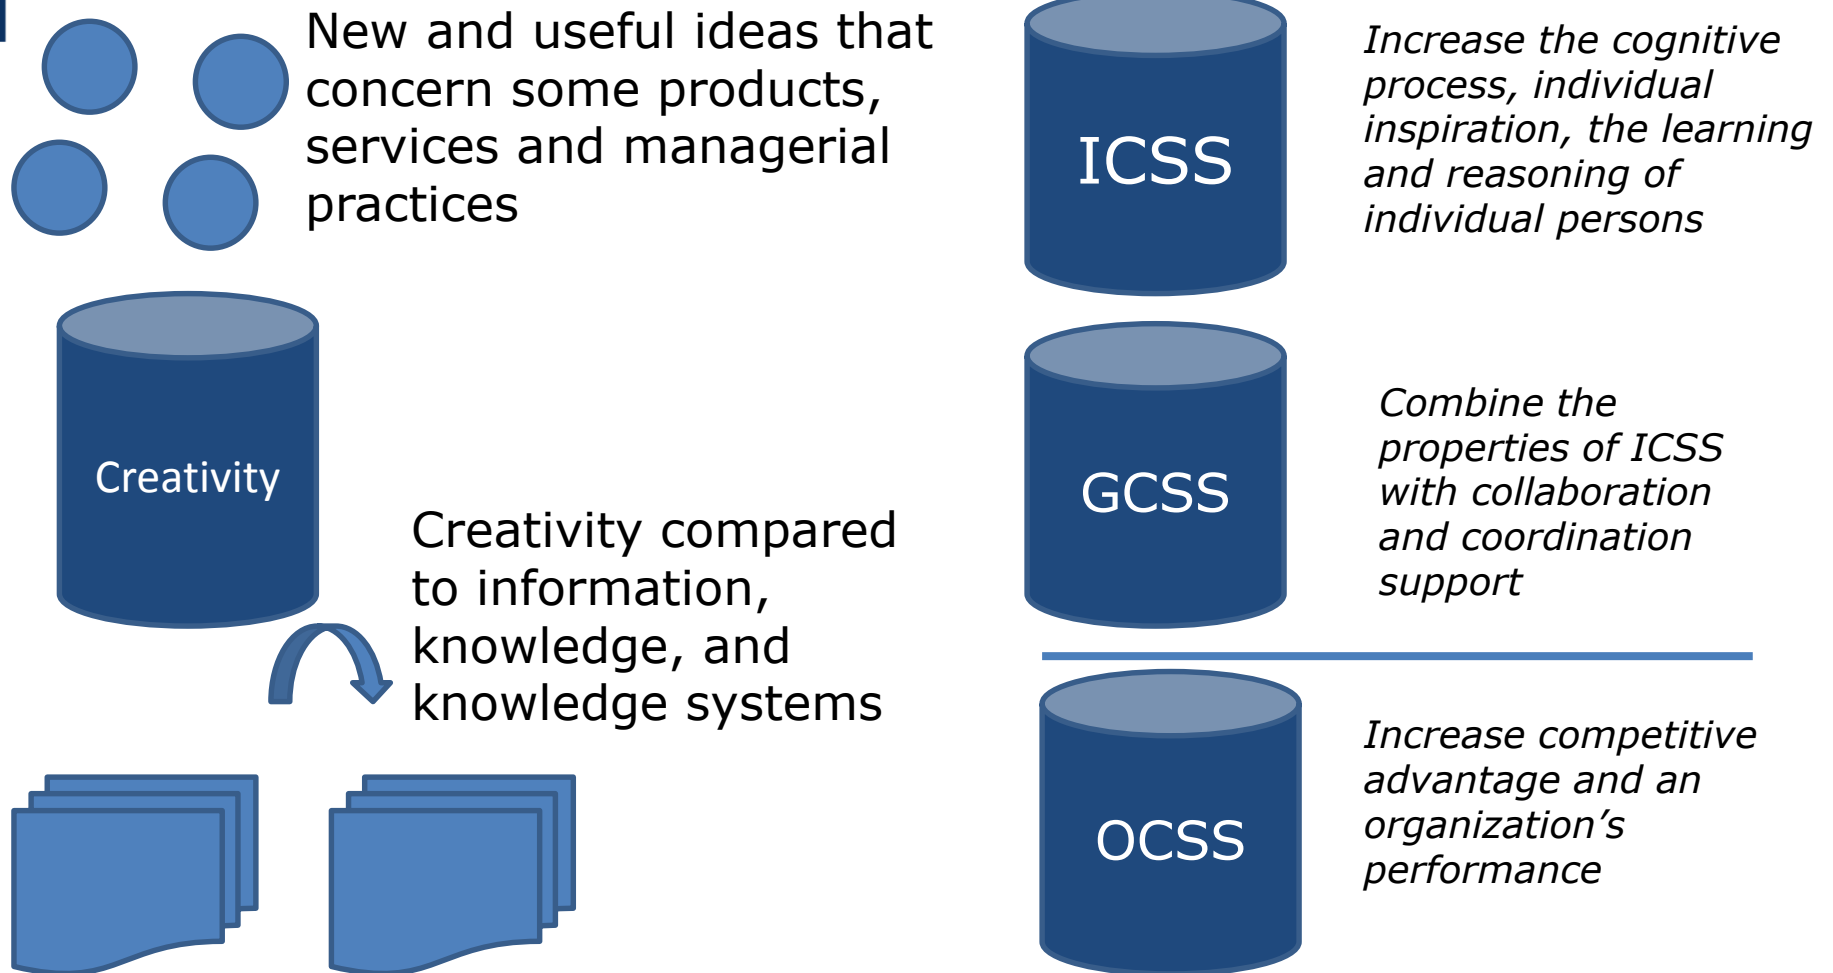 New and useful ideas that
concern some products,
services and managerial
practices
Creativity
Creativity compared
to information,
knowledge, and
knowledge systems
ICSS
Increase the cognitive
process, individual
inspiration, the learning
and reasoning of
individual persons
GCSS
Combine the
properties of ICSS
with collaboration
and coordination
support
OCSS
Increase competitive
advantage and an
organization’s
performance